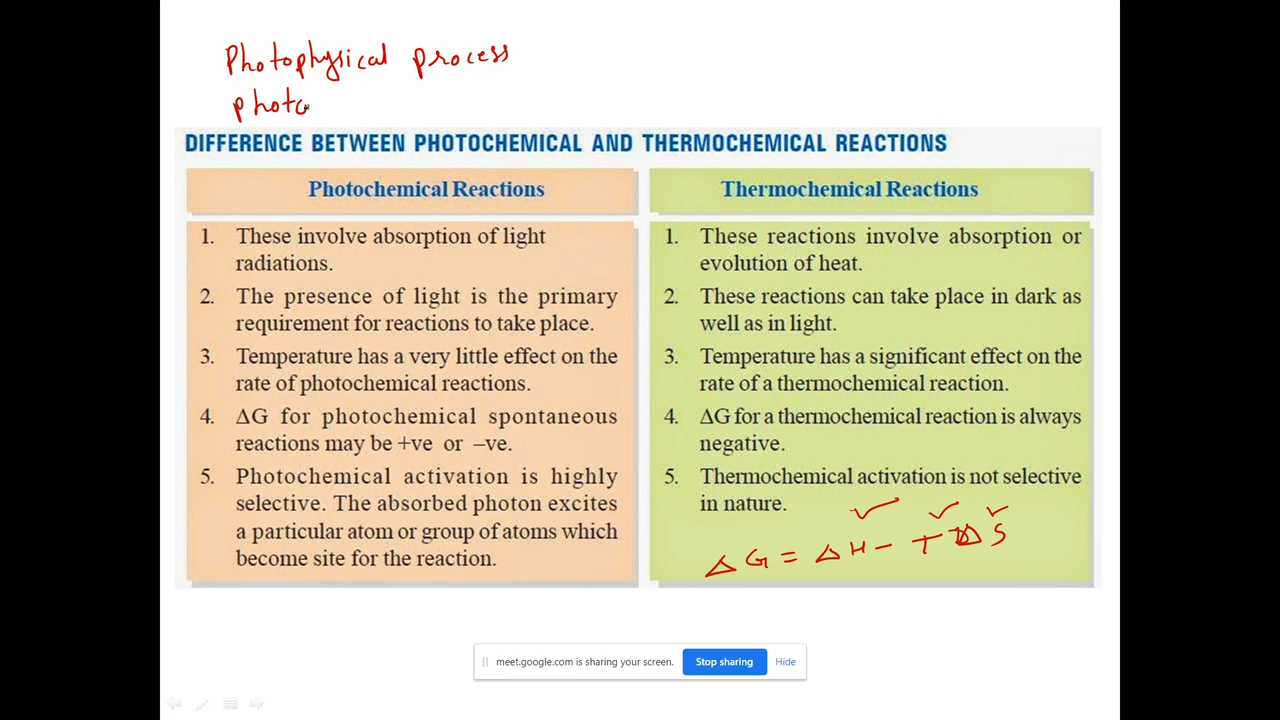 Photophysical process
photo
DIFFERENCE BETWEEN PHOTOCHEMICAL AND THERMOCHEMICAL REACTIONS
Photochemical Reactions
1. These involve absorption of light
radiations.
2. The presence of light is the primary
requirement for reactions to take place.
3. Temperature has a very little effect on the
rate of photochemical reactions.
4. ΔG for photochemical spontaneous
reactions may be +ve or –ve.
5. Photochemical activation is highly
selective. The absorbed photon excites
a particular atom or group of atoms which
become site for the reaction.
Thermochemical Reactions
1. These reactions involve absorption or
evolution of heat.
2. These reactions can take place in dark as
well as in light.
3. Temperature has a significant effect on the
rate of a thermochemical reaction.
4. ΔG for a thermochemical reaction is always
negative.
5. Thermochemical activation is not selective
in nature.
ΔG = ΔH – TΔS
meet.google.com is sharing your screen. Stop sharing Hide